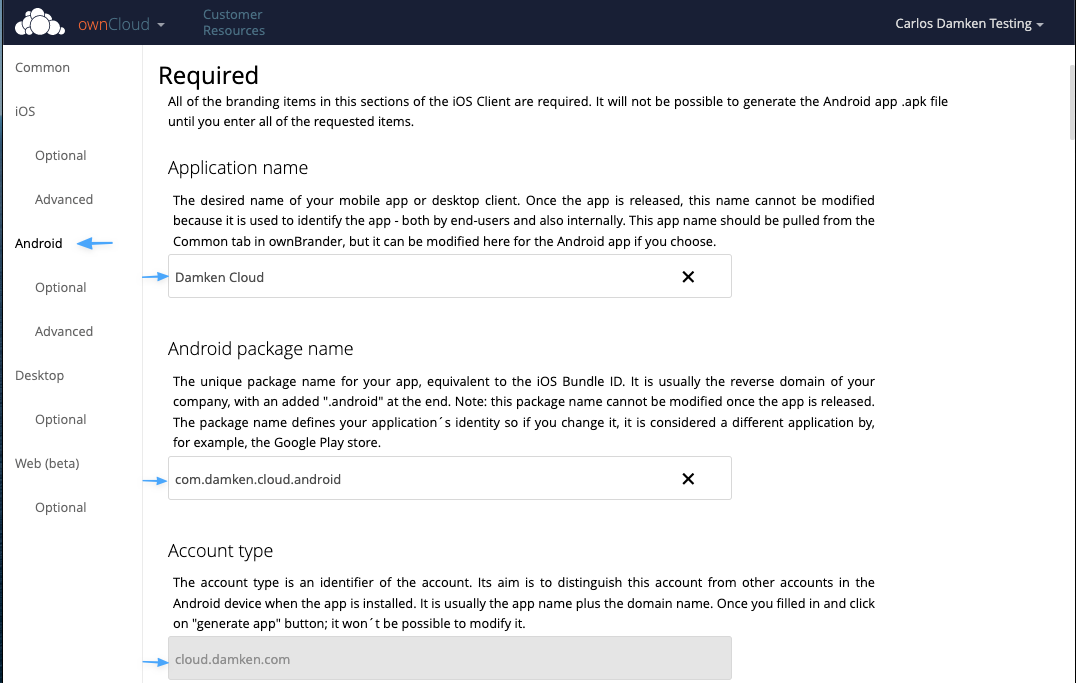 ownCloud
Customer
Resources
Carlos Damken Testing
Common
iOS
Optional
Advanced
Android
Optional
Advanced
Desktop
Optional
Web (beta)
Optional
Required
All of the branding items in this sections of the iOS Client are required. It will not be possible to generate the Android app .apk file
until you enter all of the requested items.
Application name
The desired name of your mobile app or desktop client. Once the app is released, this name cannot be modified
because it is used to identify the app - both by end-users and also internally. This app name should be pulled from the
Common tab in ownBrander, but it can be modified here for the Android app if you choose.
Damken Cloud
Android package name
The unique package name for your app, equivalent to the iOS Bundle ID. It is usually the reverse domain of your
company, with an added ".android" at the end. Note: this package name cannot be modified once the app is released.
The package name defines your application´s identity so if you change it, it is considered a different application by,
for example, the Google Play store.
com.damken.cloud.android
Account type
The account type is an identifier of the account. Its aim is to distinguish this account from other accounts in the
Android device when the app is installed. It is usually the app name plus the domain name. Once you filled in and click
on "generate app" button; it won´t be possible to modify it.
cloud.damken.com